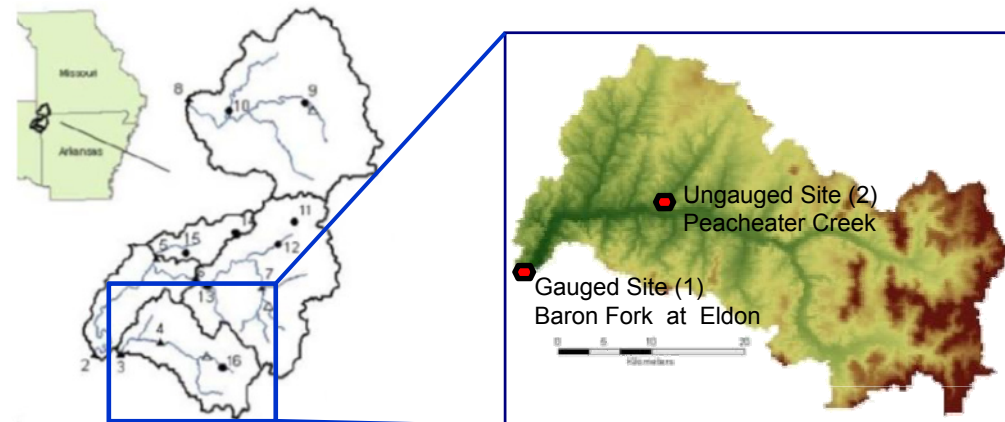 Missouri
Arkansas
8
9
10
11
12
5
15
7
13
4
16
2
3
Ungauged Site (2)
Peacheater Creek
Gauged Site (1)
Baron Fork at Eldon
0 5 10 20
Kilometers